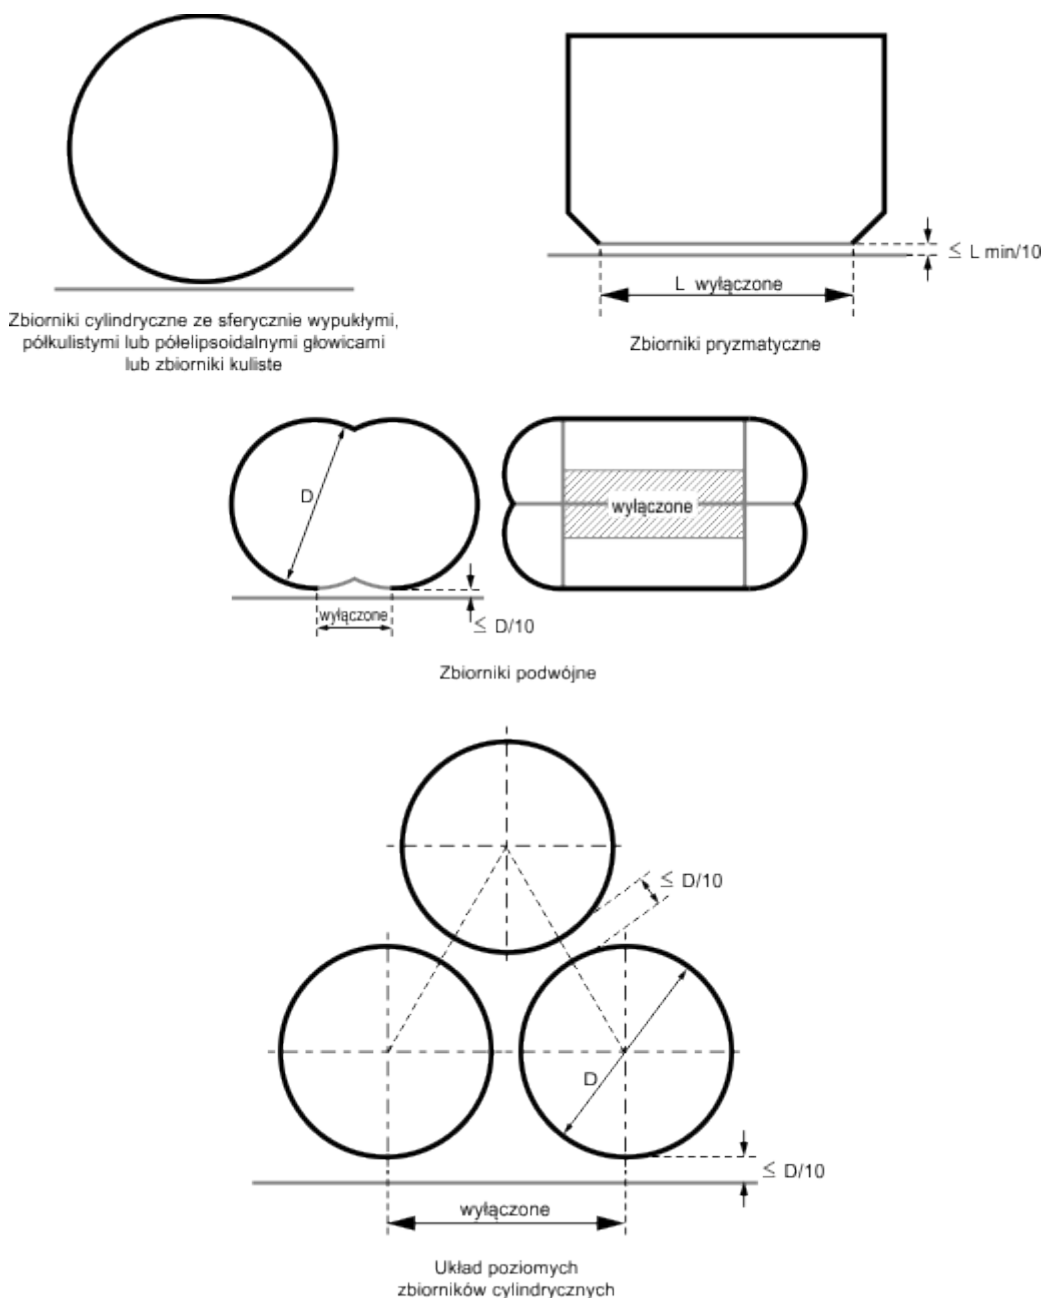 ≤ L min/10
L wyłączone
Zbiorniki cylindryczne ze sferycznie wypukłymi,
półkulistymi lub półelipsoidalnymi głowicami
lub zbiorniki kuliste
Zbiorniki pryzmatyczne
D
wyłączone
wyłączone
≤ D/10
Zbiorniki podwójne
≤ D/10
D
≤ D/10
wyłączone
Układ poziomych
zbiorników cylindrycznych